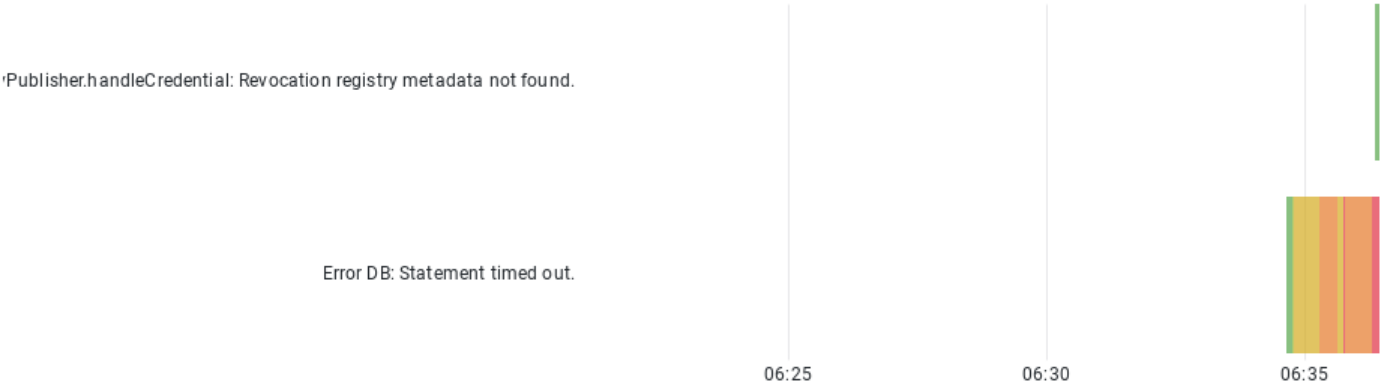 Publisher.handleCredential: Revocation registry metadata not found.
Error DB: Statement timed out.
06:25 06:30 06:35